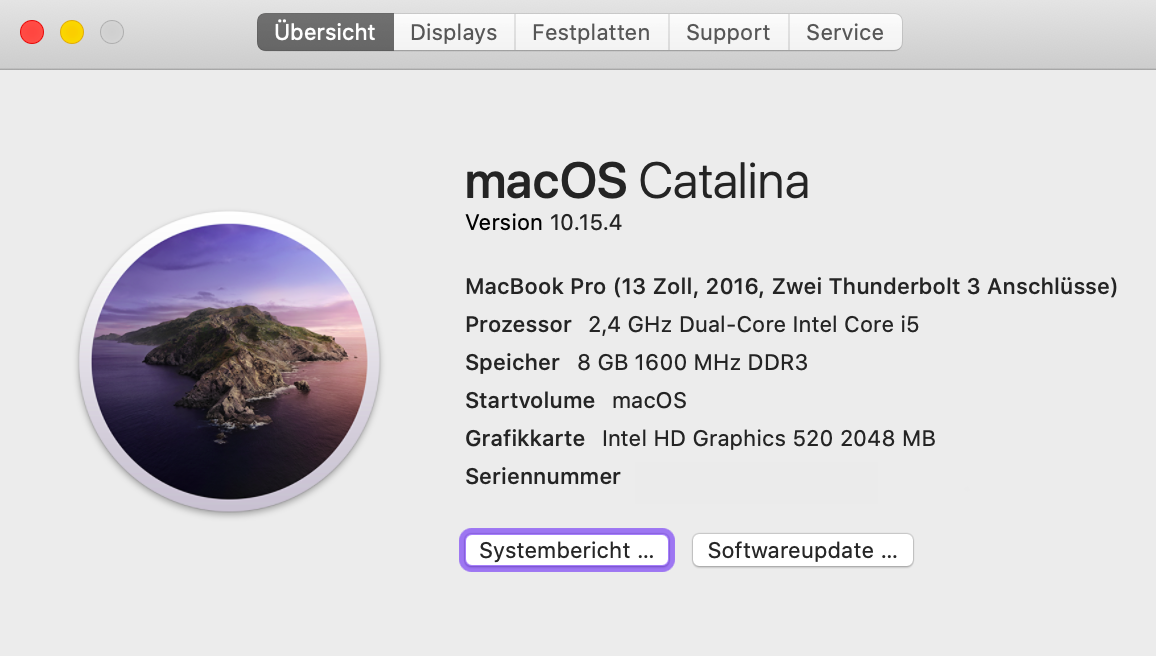 Übersicht Displays Festplatten Support Service
macOS Catalina
Version 10.15.4
MacBook Pro (13 Zoll, 2016, Zwei Thunderbolt 3 Anschlüsse)
Prozessor 2,4 GHz Dual-Core Intel Core i5
Speicher 8 GB 1600 MHz DDR3
Startvolume macOS
Grafikkarte Intel HD Graphics 520 2048 MB
Seriennummer
Systembericht ... Softwareupdate ...